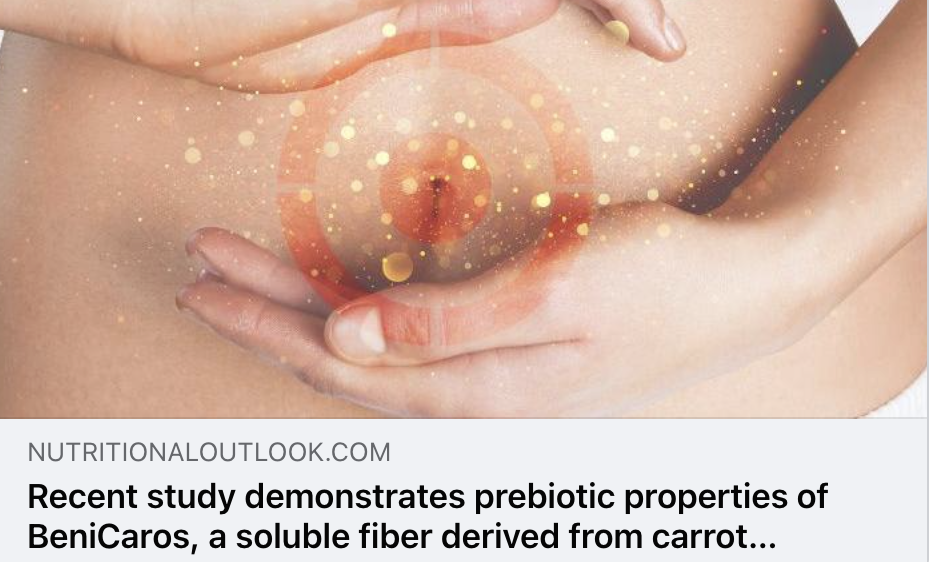 NUTRITIONALOUTLOOK.COM
Recent study demonstrates prebiotic properties of
BeniCaros, a soluble fiber derived from carrot...